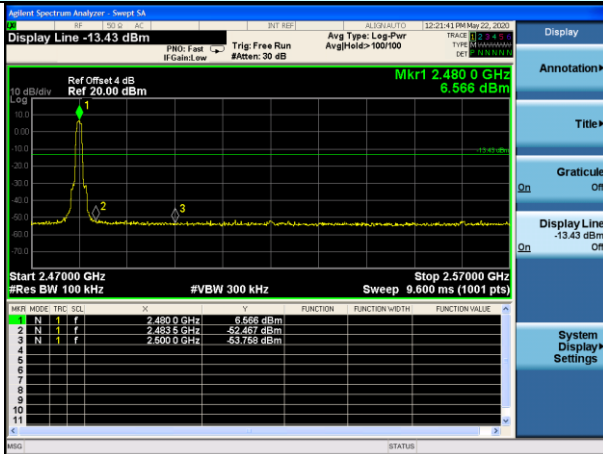 Agilent Spectrum Analyzer - Swept SA
RF 50 Ω AC INT REF ALIGNAUTO 12:21:41 PM May 22, 2020
Display Line -13.43 dBm
PNO: Fast
IFGain:Low
Trig: Free Run
#Atten: 30 dB
Avg Type: Log-Pwr
Avg|Hold:>100/100
TRACE 1 2 3 4 5 6
TYPE M
DET P N N N N N
Display
Mkr1 2.480 0 GHz
6.566 dBm
Ref Offset 4 dB
Ref 20.00 dBm
10 dB/div
Log
1
10.0
0.00
-10.0
-13.43 dBm
-20.0
-30.0
-40.0
2
3
-50.0
-60.0
-70.0
Start 2.47000 GHz
Stop 2.57000 GHz
#Res BW 100 kHz
#VBW 300 kHz
Sweep 9.600 ms (1001 pts)
MKR MODE TRC SCL X Y FUNCTION FUNCTION WIDTH FUNCTION VALUE
1 N 1 f 2.480 0 GHz 6.566 dBm
2 N 1 f 2.483 5 GHz -52.467 dBm
3 N 1 f 2.500 0 GHz -53.758 dBm
4
5
6
7
8
9
10
11
Annotation
Title
Graticule
On Off
Display Line
-13.43 dBm
On Off
System
Display
Settings
MSG
STATUS